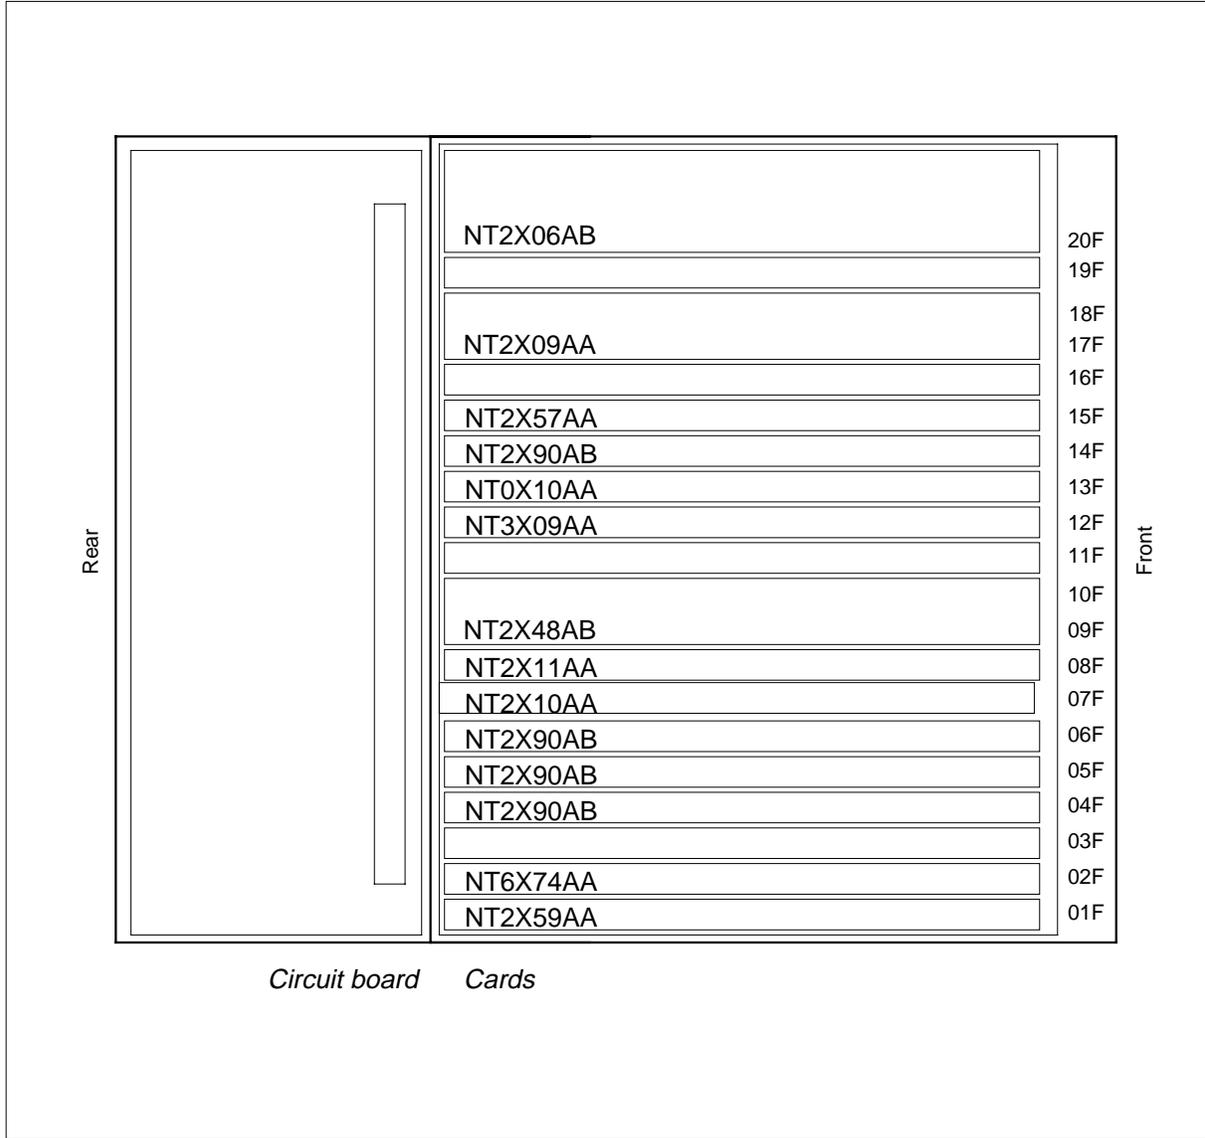 NT2X06AB 20F
19F
18F
NT2X09AA 17F
16F
NT2X57AA 15F
NT2X90AB 14F
NT0X10AA 13F
NT3X09AA 12F
Rear
Front
11F
10F
NT2X48AB 09F
NT2X11AA 08F
NT2X10AA 07F
NT2X90AB 06F
NT2X90AB 05F
NT2X90AB 04F
03F
NT6X74AA 02F
NT2X59AA 01F
Circuit board Cards